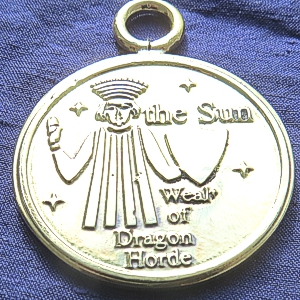 the Sun
Weal
of
Dragon
Horde